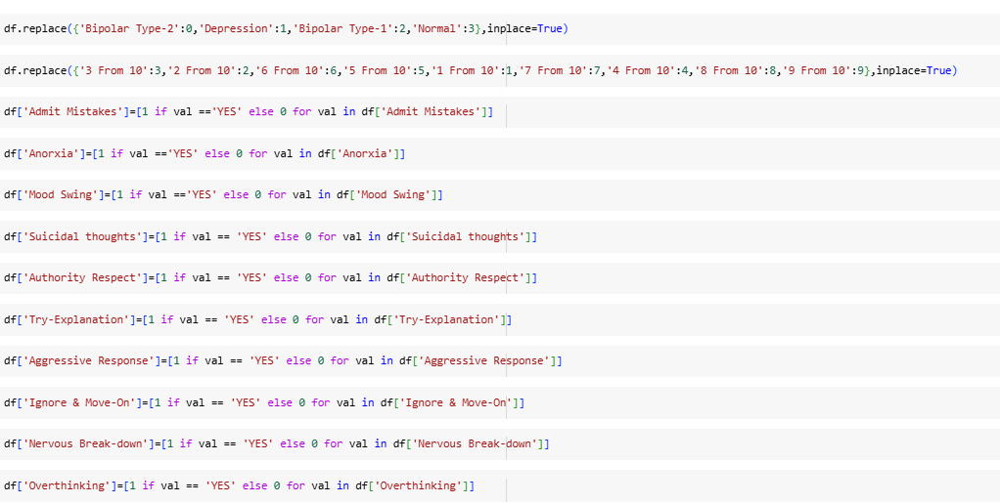 df.replace({'Bipolar Type-2':0,'Depression':1,'Bipolar Type-1':2,'Normal':3},inplace=True)
df.replace({'3 From 10':3,'2 From 10':2,'6 From 10':6,'5 From 10':5,'1 From 10':1,'7 From 10':7,'4 From 10':4,'8 From 10':8,'9 From 10':9},inplace=True)
df['Admit Mistakes']=[1 if val =='YES' else 0 for val in df['Admit Mistakes']]
df['Anorxia']=[1 if val =='YES' else 0 for val in df['Anorxia']]
df['Mood Swing']=[1 if val =='YES' else 0 for val in df['Mood Swing']]
df['Suicidal thoughts']=[1 if val == 'YES' else 0 for val in df['Suicidal thoughts']]
df['Authority Respect']=[1 if val == 'YES' else 0 for val in df['Authority Respect']]
df['Try-Explanation']=[1 if val == 'YES' else 0 for val in df['Try-Explanation']]
df['Aggressive Response']=[1 if val == 'YES' else 0 for val in df['Aggressive Response']]
df['Ignore & Move-On']=[1 if val == 'YES' else 0 for val in df['Ignore & Move-On']]
df['Nervous Break-down']=[1 if val == 'YES' else 0 for val in df['Nervous Break-down']]
df['Overthinking']=[1 if val == 'YES' else 0 for val in df['Overthinking']]